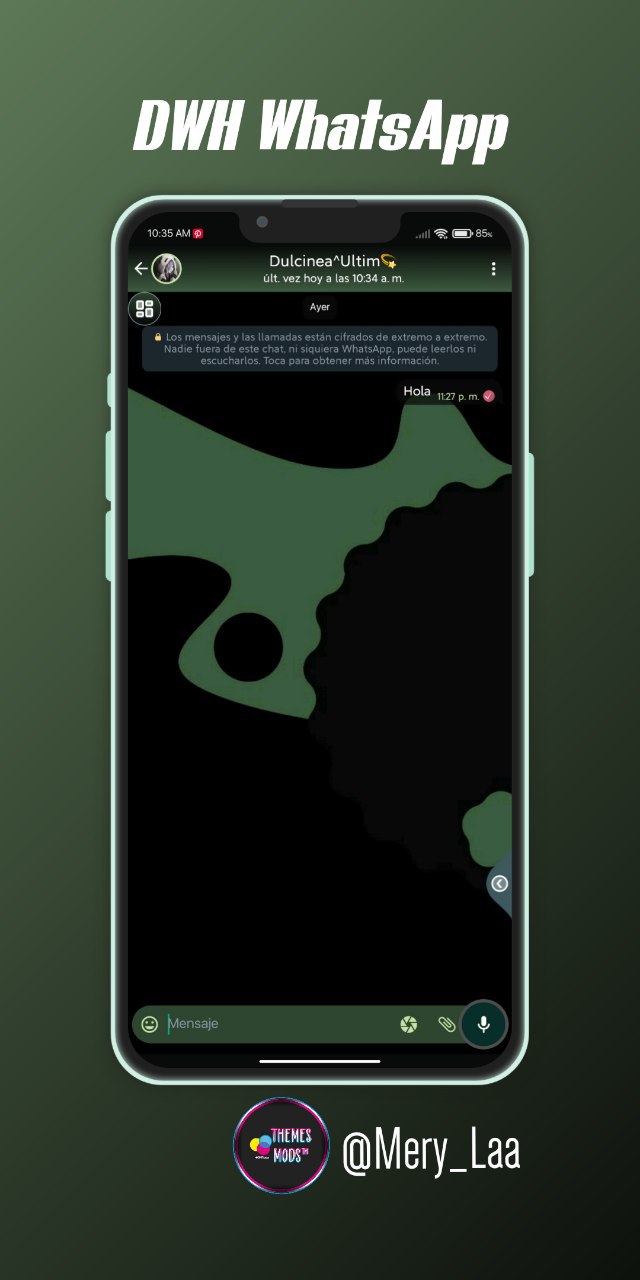 DWH WhatsApp
10:35 AM
85%
Dulcinea^Ultim💫
últ. vez hoy a las 10:34 a. m.
Ayer
🔒 Los mensajes y las llamadas están cifrados de extremo a extremo.
Nadie fuera de este chat, ni siquiera WhatsApp, puede leerlos ni
escucharlos. Toca para obtener más información.
Hola 11:27 p. m.
Mensaje
THEMES
MODS™
@Mery_Laa